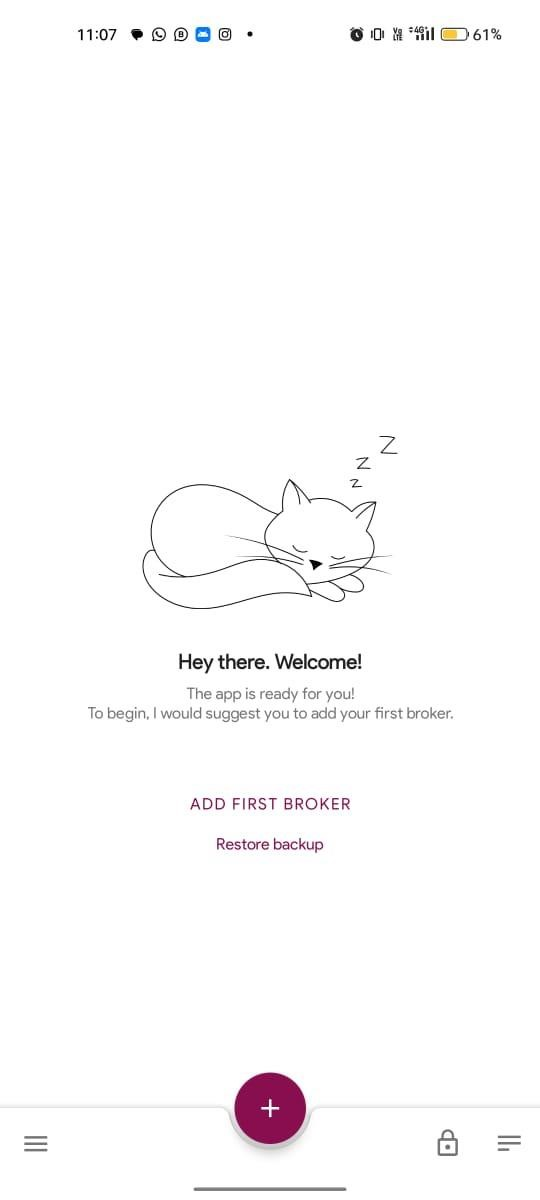 11:07
61%
z
z
z
Hey there. Welcome!
The app is ready for you!
To begin, I would suggest you to add your first broker.
ADD FIRST BROKER
Restore backup